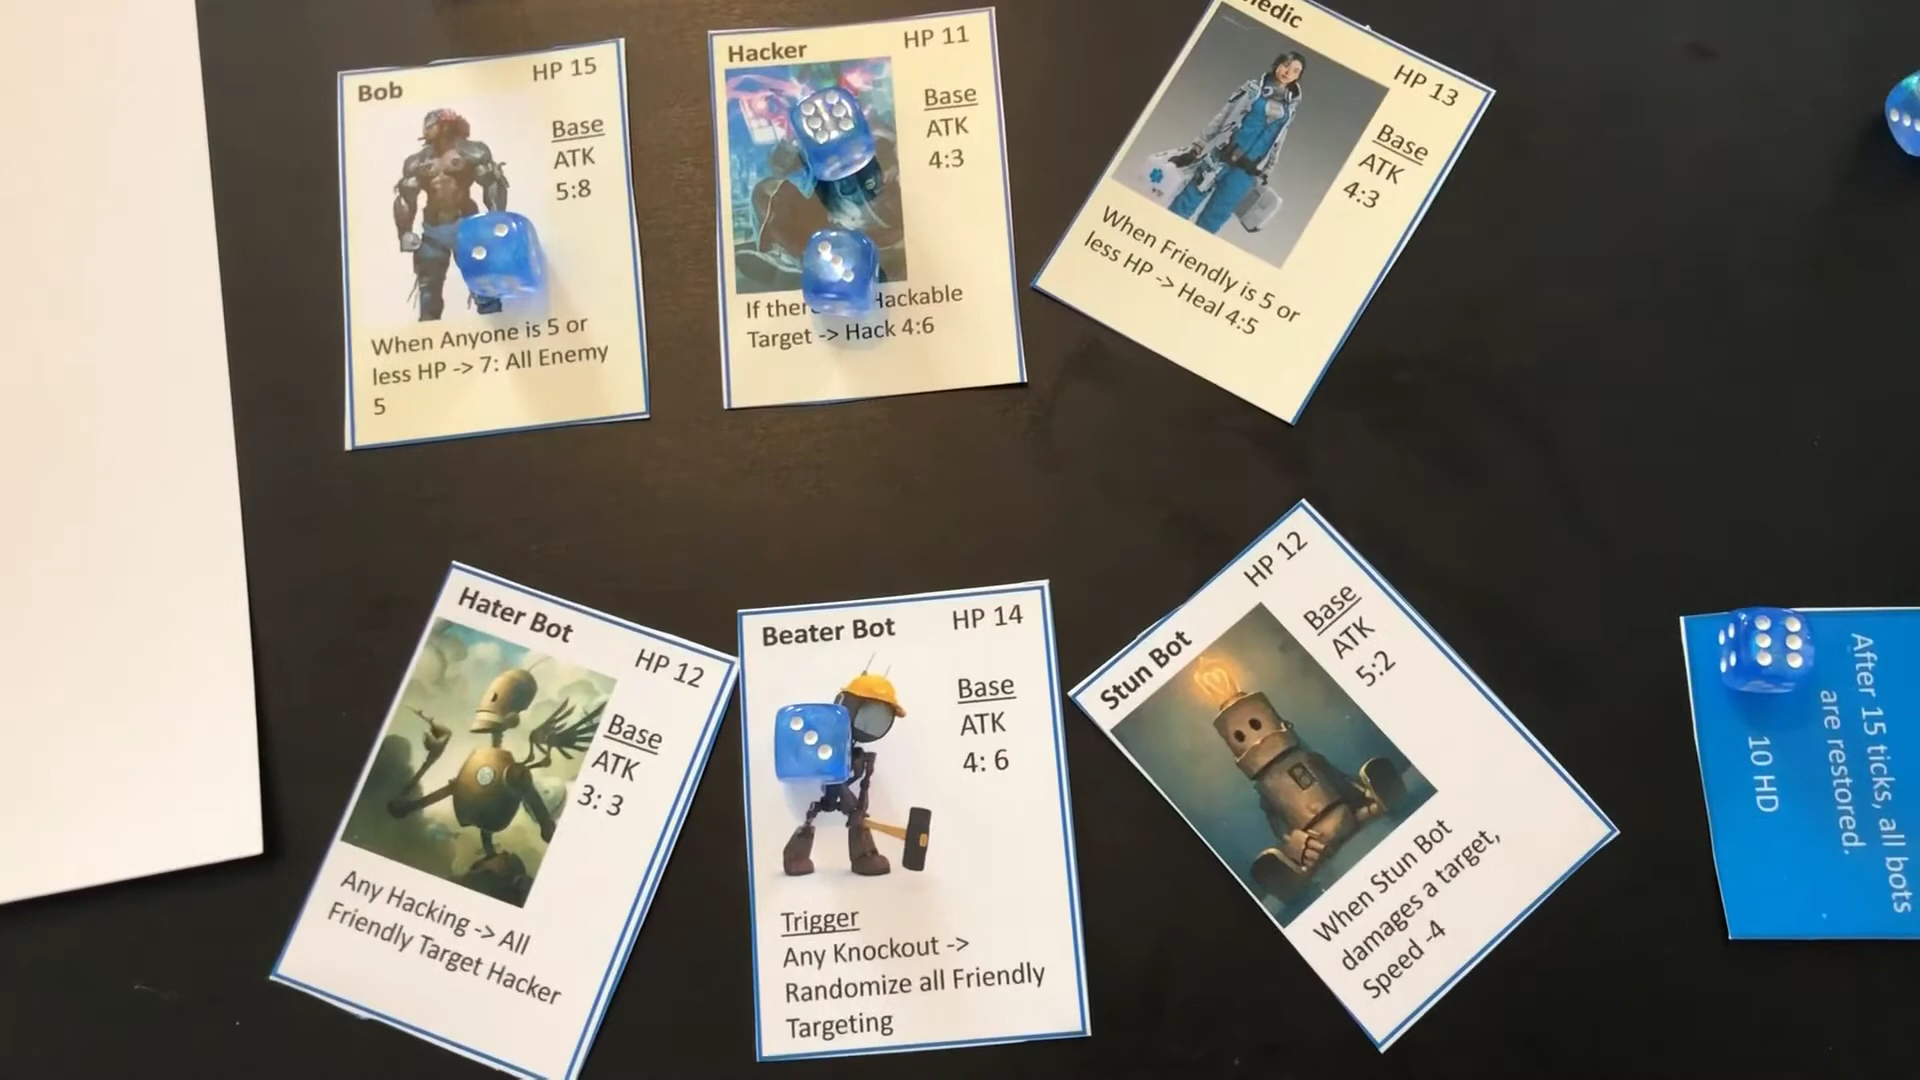 Bob
HP 15
Base
ATK
5:8
When Anyone is 5 or
less HP -> 7: All Enemy
5
Hacker
HP 11
Base
ATK
4:3
If Hackable
Target -> Hack 4:6
HP 13
Base
ATK
4:3
When Friendly is 5 or
less HP -> Heal 4:5
Hater Bot
HP 12
Base
ATK
3: 3
Any Hacking -> All
Friendly Target Hacker
Beater Bot
HP 14
Base
ATK
4: 6
Trigger
Any Knockout ->
Randomize all Friendly
Targeting
Stun Bot
HP 12
Base
ATK
5:2
When Stun Bot
damages a target,
Speed -4
After 15 ticks, all bots
are restored.
10 HD